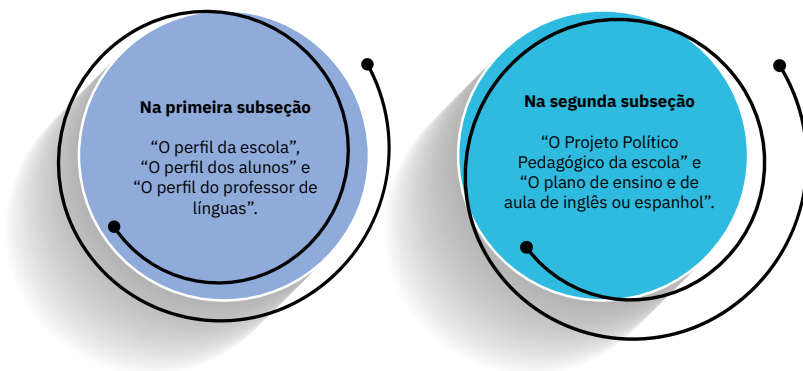 Na primeira subseção
“O perfil da escola”,
“O perfil dos alunos” e
“O perfil do professor de
línguas”.
Na segunda subseção
“O Projeto Político
Pedagógico da escola” e
“O plano de ensino e de
aula de inglês ou espanhol”.